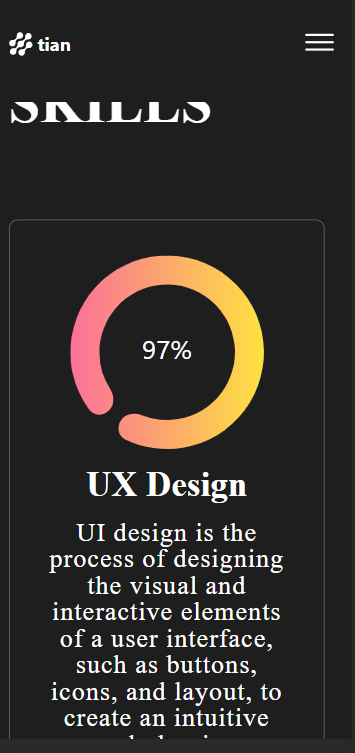 tian
SKILLS
97%
UX Design
UI design is the
process of designing
the visual and
interactive elements
of a user interface,
such as buttons,
icons, and layout, to
create an intuitive